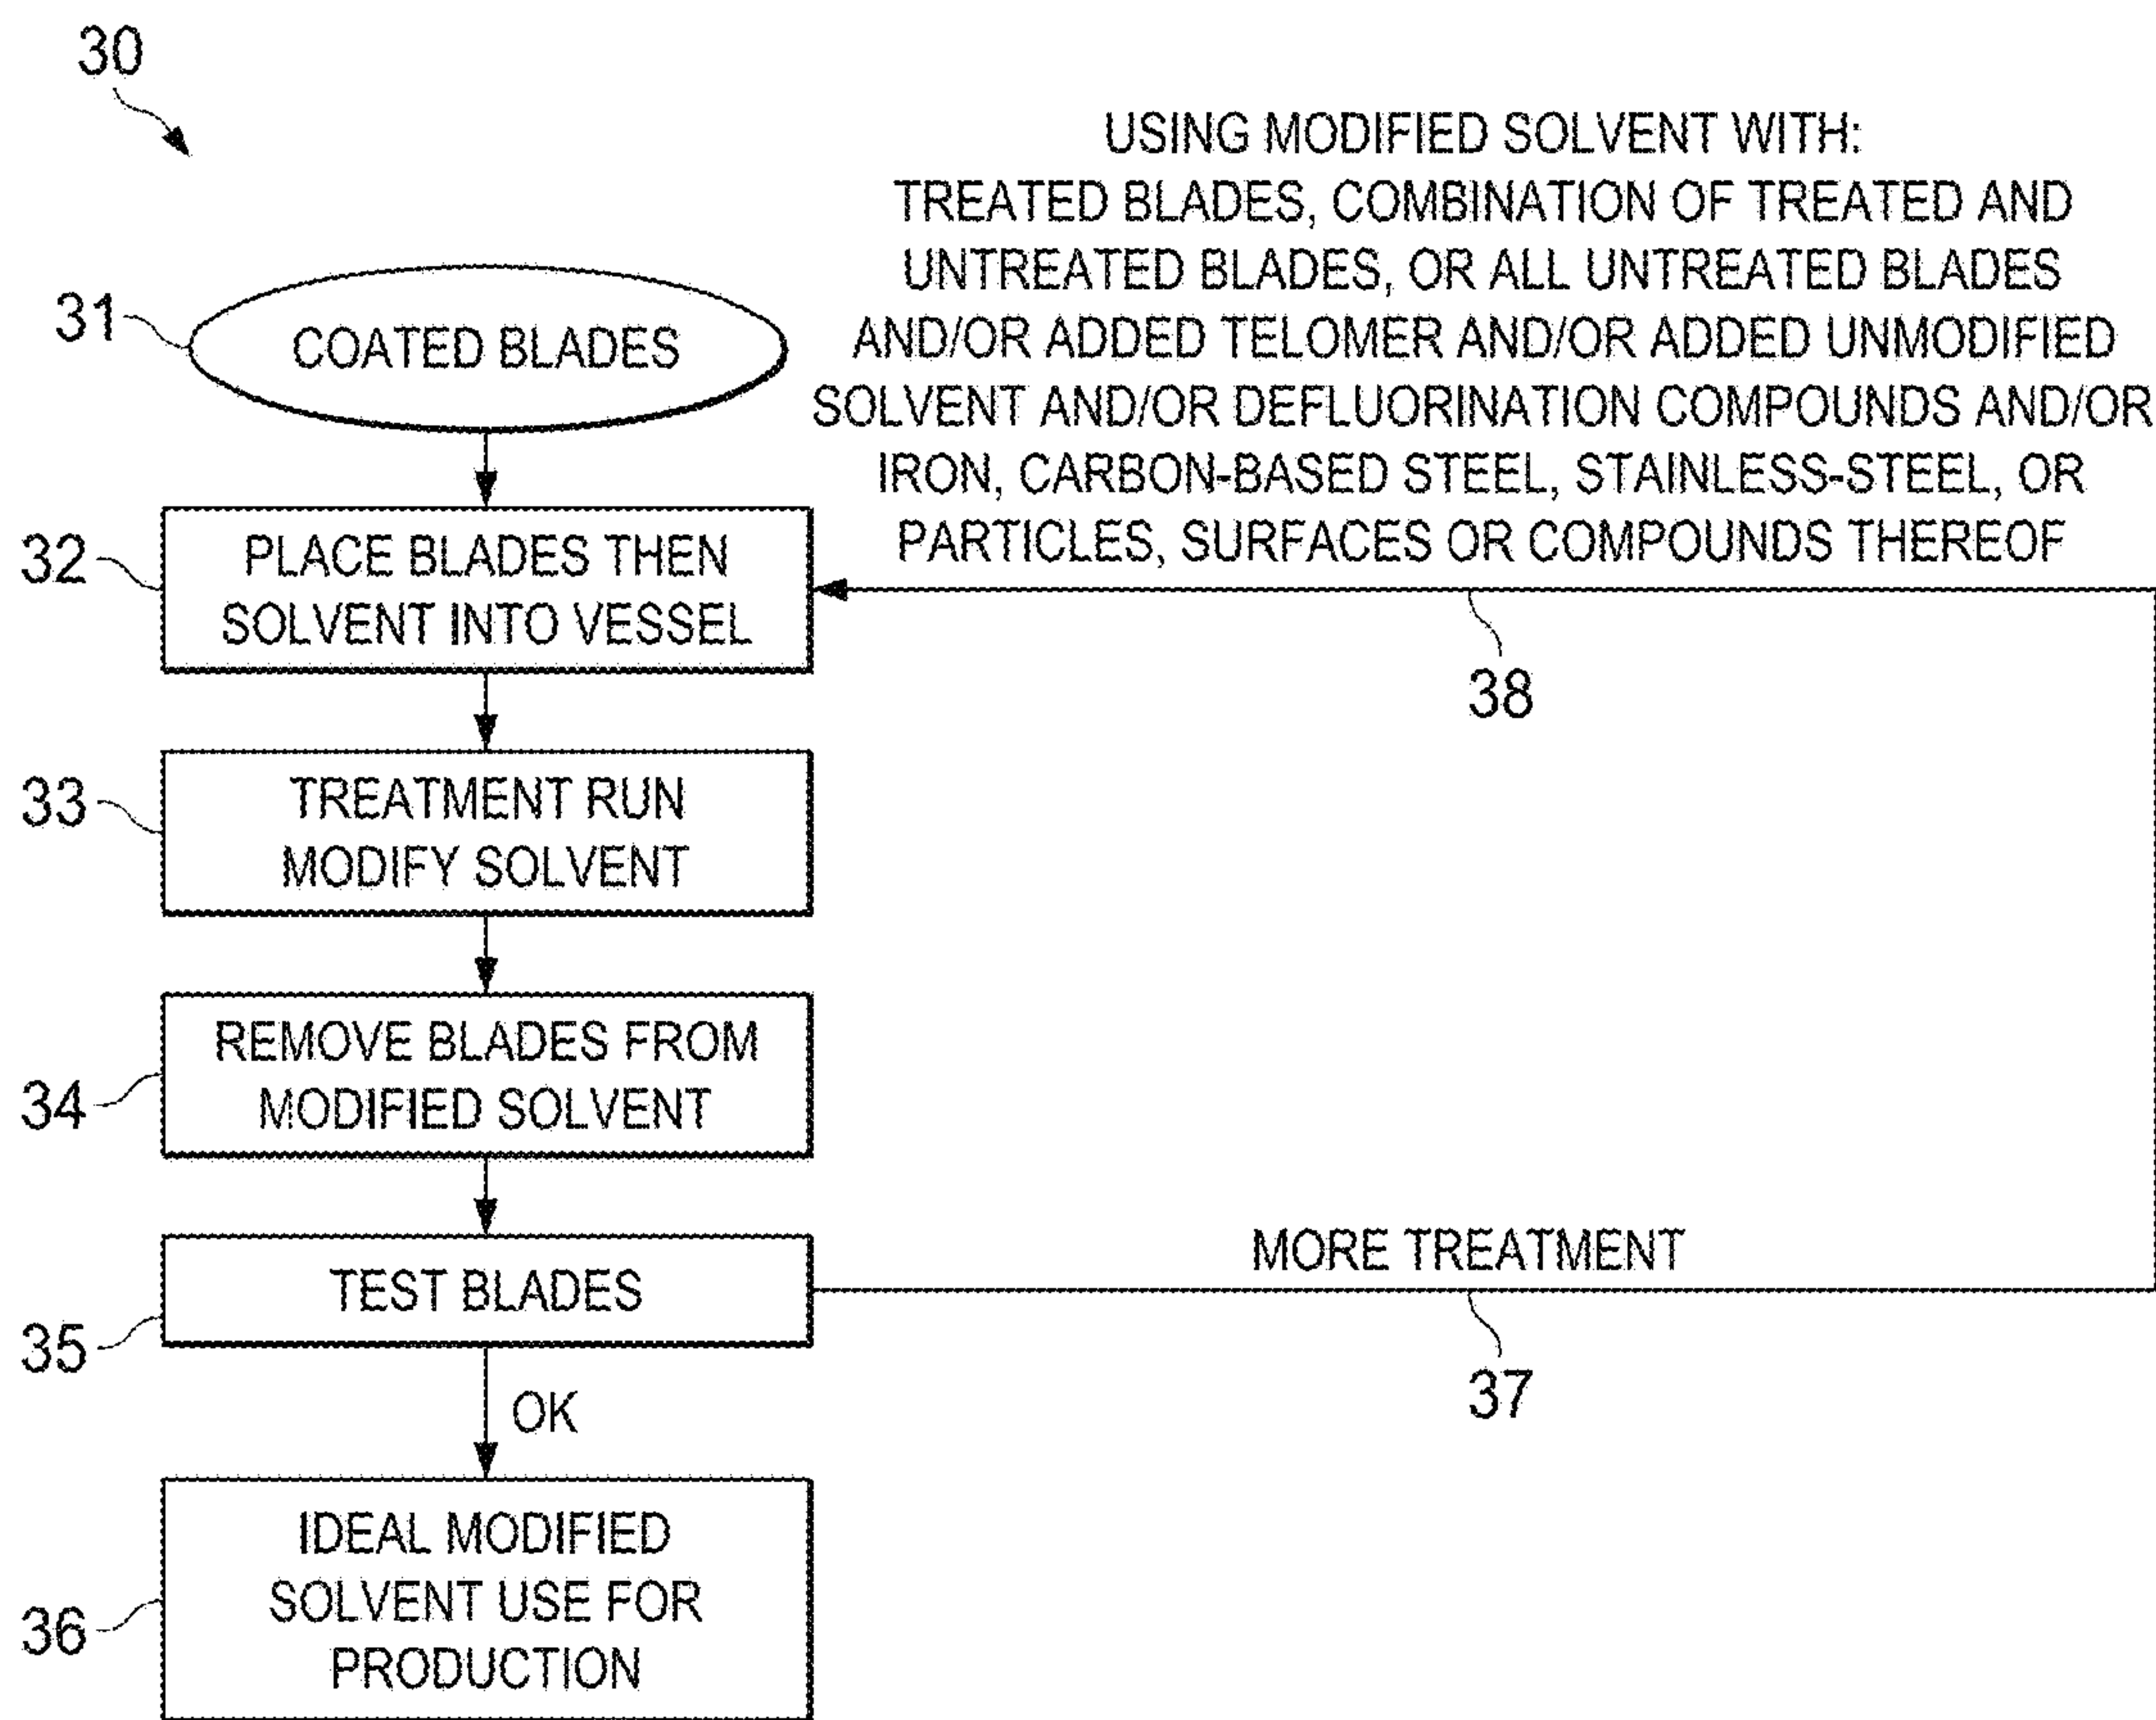 30
USING MODIFIED SOLVENT WITH:
TREATED BLADES, COMBINATION OF TREATED AND
UNTREATED BLADES, OR ALL UNTREATED BLADES
AND/OR ADDED TELOMER AND/OR ADDED UNMODIFIED
SOLVENT AND/OR DEFLUORINATION COMPOUNDS AND/OR
IRON, CARBON-BASED STEEL, STAINLESS-STEEL, OR
PARTICLES, SURFACES OR COMPOUNDS THEREOF
31
COATED BLADES
32
PLACE BLADES THEN
SOLVENT INTO VESSEL
38
33
TREATMENT RUN
MODIFY SOLVENT
34
REMOVE BLADES FROM
MODIFIED SOLVENT
35
TEST BLADES
MORE TREATMENT
37
OK
36
IDEAL MODIFIED
SOLVENT USE FOR
PRODUCTION